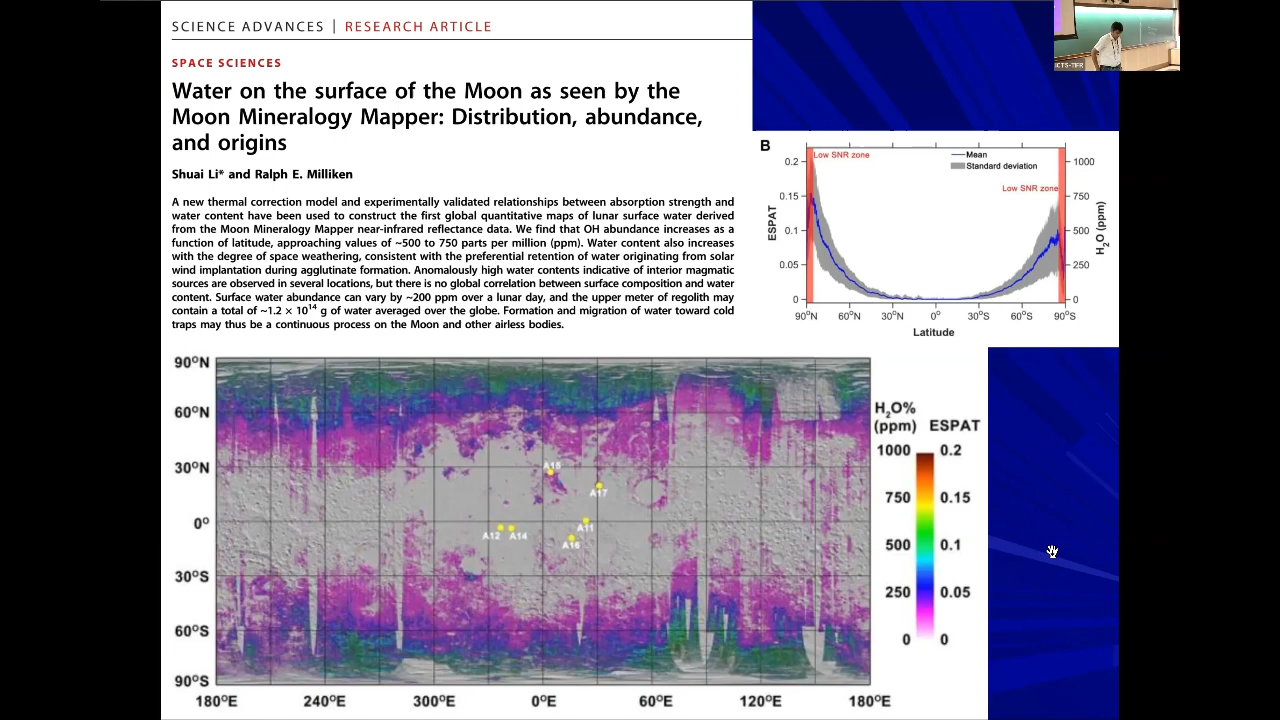 SCIENCE ADVANCES | RESEARCH ARTICLE
SPACE SCIENCES
Water on the surface of the Moon as seen by the
Moon Mineralogy Mapper: Distribution, abundance,
and origins
Shuai Li* and Ralph E. Milliken
A new thermal correction model and experimentally validated relationships between absorption strength and
water content have been used to construct the first global quantitative maps of lunar surface water derived
from the Moon Mineralogy Mapper near-infrared reflectance data. We find that OH abundance increases as a
function of latitude, approaching values of ~500 to 750 parts per million (ppm). Water content also increases
with the degree of space weathering, consistent with the preferential retention of water originating from solar
wind implantation during agglutinate formation. Anomalously high water contents indicative of interior magmatic
sources are observed in several locations, but there is no global correlation between surface composition and water
content. Surface water abundance can vary by ~200 ppm over a lunar day, and the upper meter of regolith may
contain a total of ~1.2 × 10¹⁴ g of water averaged over the globe. Formation and migration of water toward cold
traps may thus be a continuous process on the Moon and other airless bodies.
ICTS-TIFR
B
Low SNR zone
Mean
Standard deviation
Low SNR zone
ESPAT
0.2
0.15
0.1
0.05
0
1000
750
500
250
0
H₂O (ppm)
90°N 60°N 30°N 0° 30°S 60°S 90°S
Latitude
90°N
60°N
30°N
0°
30°S
60°S
90°S
A15
A17
A11
A12 A14
A16
180°E 240°E 300°E 0°E 60°E 120°E 180°E
H₂O%
(ppm) ESPAT
1000 0.2
750 0.15
500 0.1
250 0.05
0 0